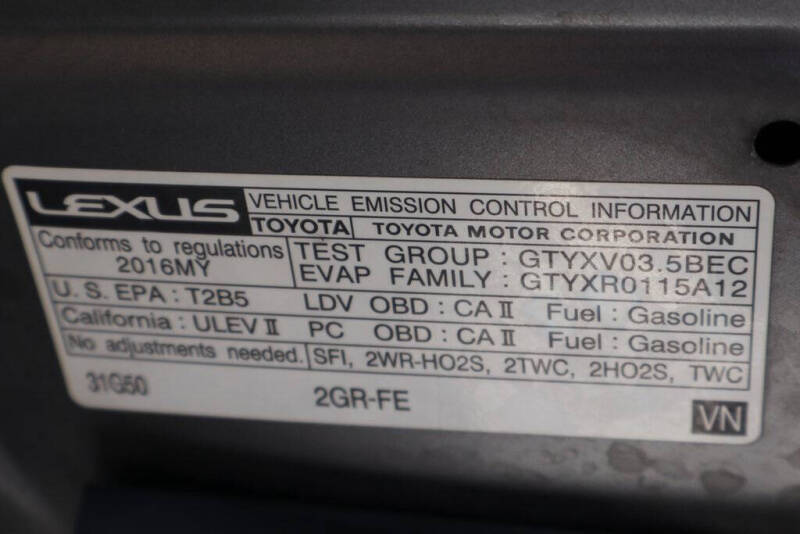 LEXUS VEHICLE EMISSION CONTROL INFORMATION
TOYOTA TOYOTA MOTOR CORPORATION
Conforms to regulations
2016MY
TEST GROUP : GTYXV03.5BEC
EVAP FAMILY : GTYXR0115A12
U. S. EPA : T2B5 LDV OBD : CA II Fuel : Gasoline
California : ULEV II PC OBD : CA II Fuel : Gasoline
No adjustments needed. SFI, 2WR-HO2S, 2TWC, 2HO2S, TWC
31G50 2GR-FE VN